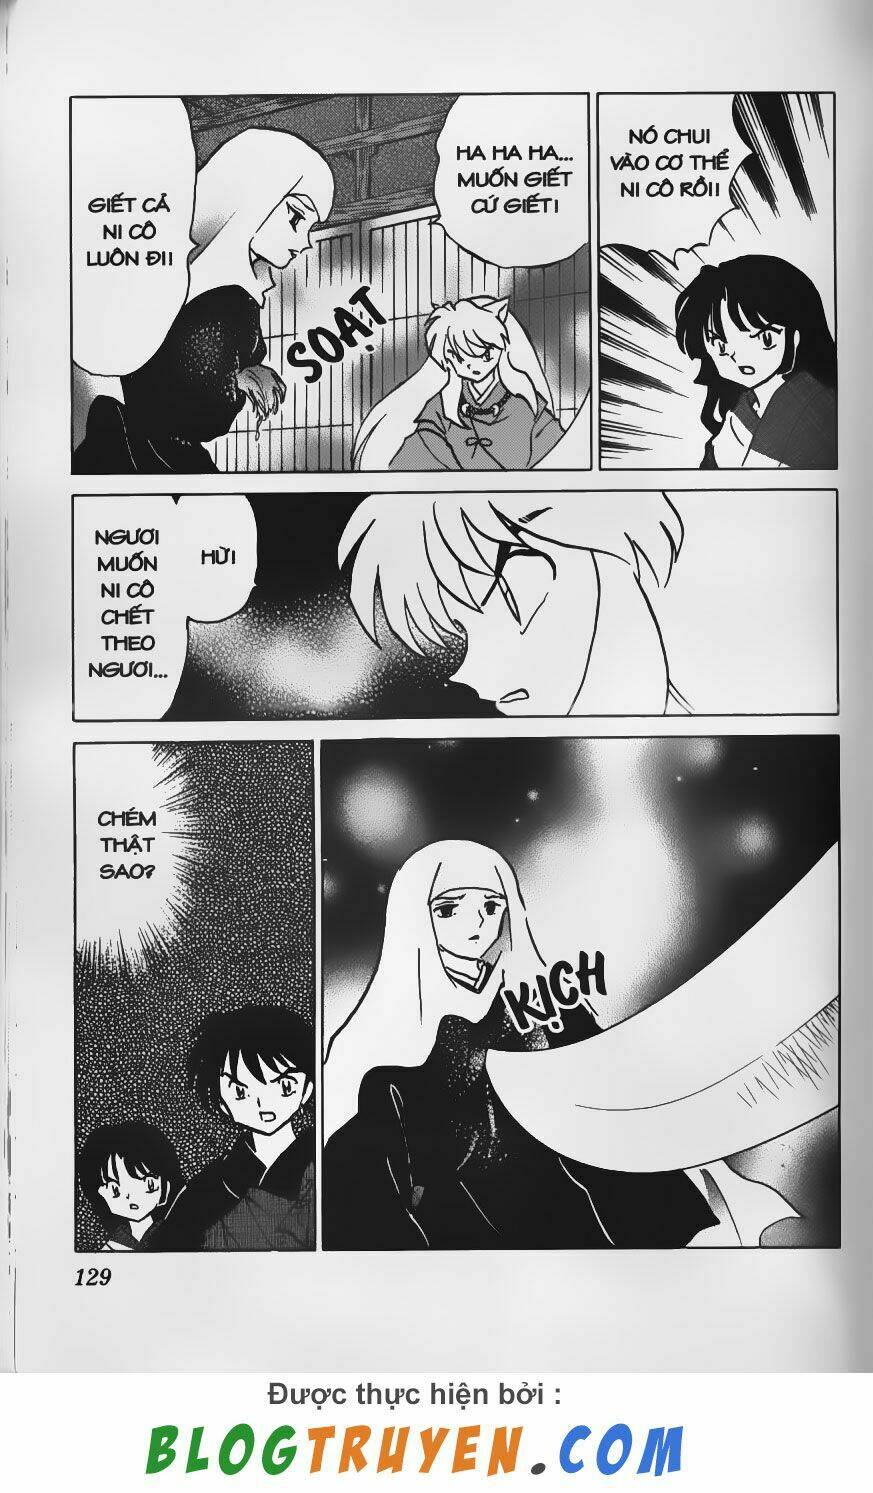 NÓ CHUI
VÀO CƠ THỂ
NI CÔ RỒI!
HA HA HA...
MUỐN GIẾT
CỨ GIẾT!
GIẾT CẢ
NI CÔ
LUÔN ĐI!
SOẠT
HỪ!
NGƯƠI
MUỐN
NI CÔ
CHẾT
THEO
NGƯƠI...
KỊCH
CHÉM
THẬT
SAO?
129
Được thực hiện bởi :
BLOGTRUYEN.COM